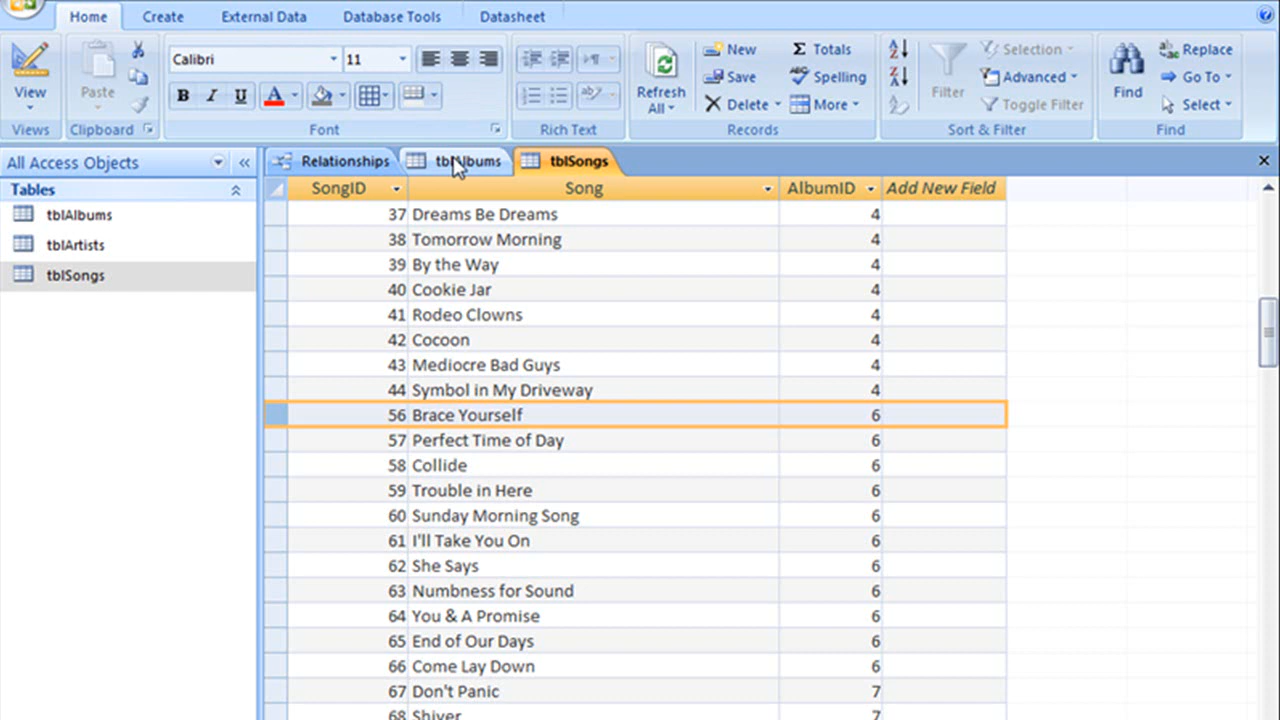 Home Create External Data Database Tools Datasheet
Calibri 11 New Totals Selection Replace
View Paste B I U A Refresh All Save Spelling Filter Advanced Find Go To
Delete More Toggle Filter Select
Views Clipboard Font Rich Text Records Sort & Filter Find
All Access Objects Relationships tblAlbums tblSongs
Tables SongID Song AlbumID Add New Field
tblAlbums 37 Dreams Be Dreams 4
38 Tomorrow Morning 4
tblArtists
39 By the Way 4
tblSongs
40 Cookie Jar 4
41 Rodeo Clowns 4
42 Cocoon 4
43 Mediocre Bad Guys 4
44 Symbol in My Driveway 4
56 Brace Yourself 6
57 Perfect Time of Day 6
58 Collide 6
59 Trouble in Here 6
60 Sunday Morning Song 6
61 I'll Take You On 6
62 She Says 6
63 Numbness for Sound 6
64 You & A Promise 6
65 End of Our Days 6
66 Come Lay Down 6
67 Don't Panic 7
68 Shiver 7